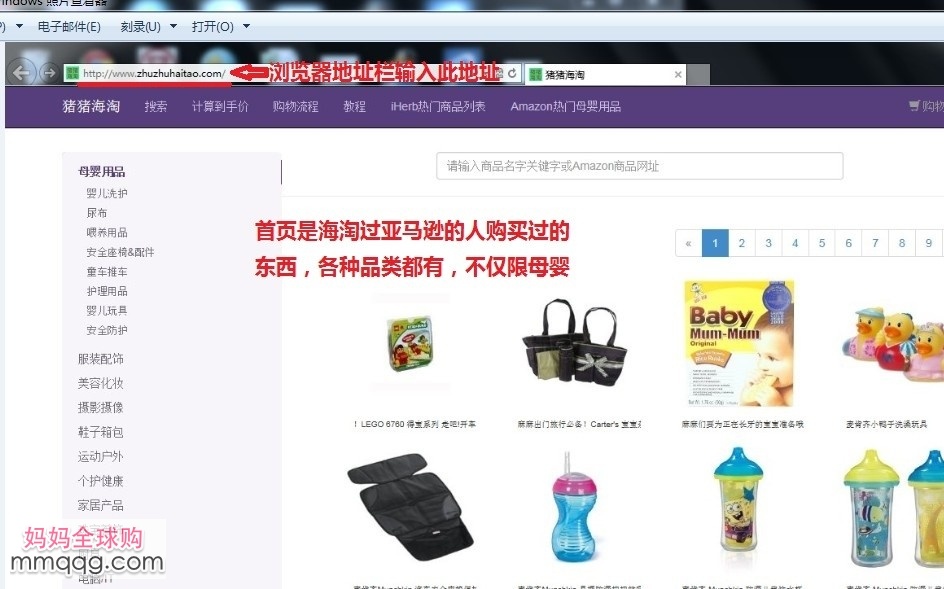 indows 照片查看器
电子邮件(E) 刻录(U) 打开(O)
http://www.zhuzhuhaitao.com/
浏览器地址栏输入此地址
猪猪海淘
猪猪海淘 搜索 计算到手价 购物流程 教程 iHerb热门商品列表 Amazon热门母婴用品 购物
母婴用品
婴儿洗护
尿布
喂养用品
安全座椅&配件
童车推车
护理用品
婴儿玩具
安全防护
服装配饰
美容化妆
摄影摄像
鞋子箱包
运动户外
个护健康
家居产品
请输入商品名字关键字或Amazon商品网址
首页是海淘过亚马逊的人购买过的
东西，各种品类都有，不仅限母婴
« 1 2 3 4 5 6 7 8 9
Baby
Mum-Mum
Original
！LEGO 6760 得宝系列 走吧!开车
麻麻出门旅行必备！Carter's 宝宝
麻麻们要为正在长牙的宝宝准备哦
麦肯齐小鸭子洗澡玩具
妈妈全球购
mmqqg.com